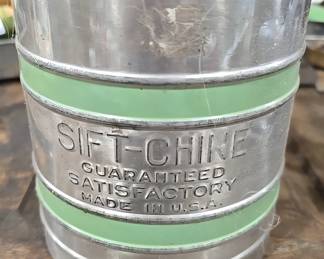 SIFT-CHINE
GUARANTEED
SATISFACTORY
MADE IN U.S.A.